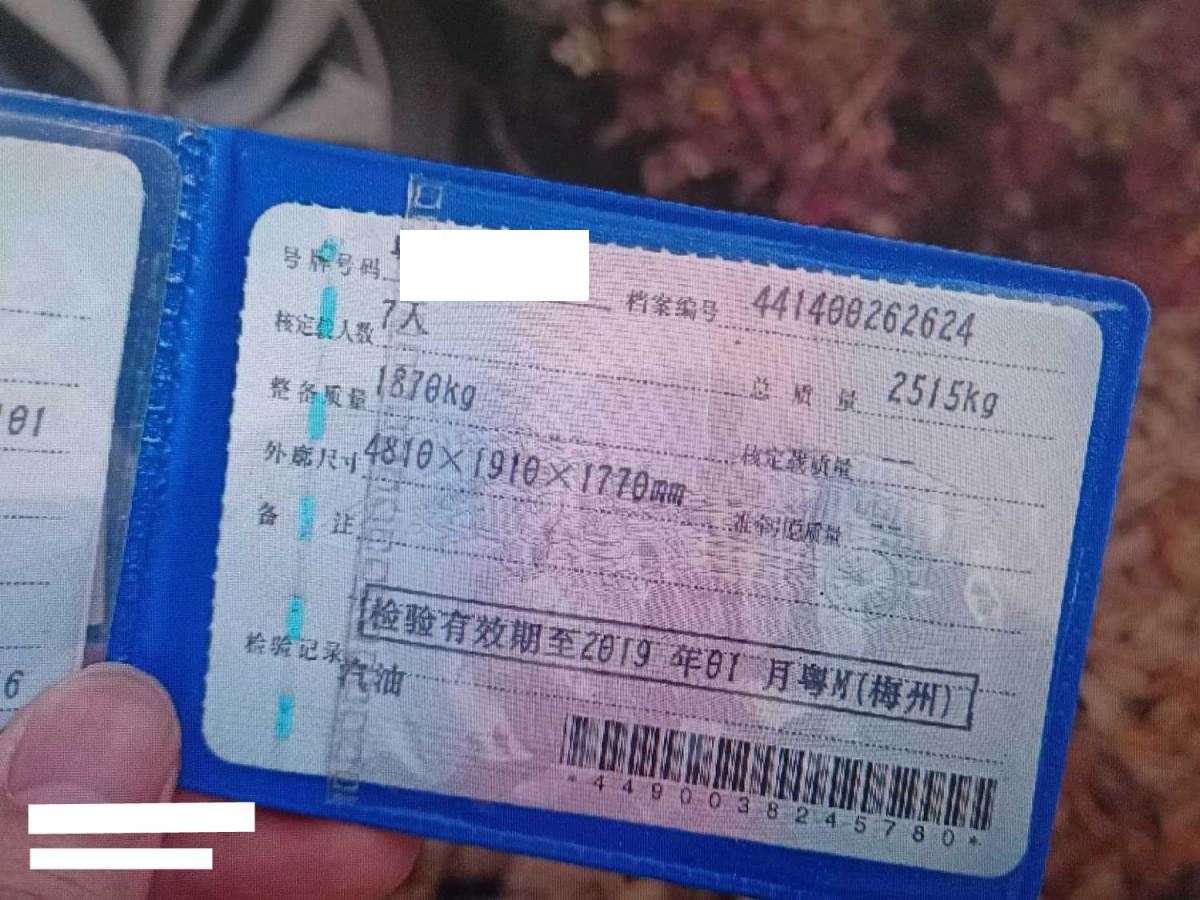 101
6
号牌号码
档案编号 441400262624
核定载人数 7人
整备质量 1870kg
总质量 2515kg
外廓尺寸 4810×1910×1770mm
核定载质量 --
备注
准牵引总质量 --
检验有效期至2019年01月粤M(梅州)
检验记录
汽油
*4490038245780*